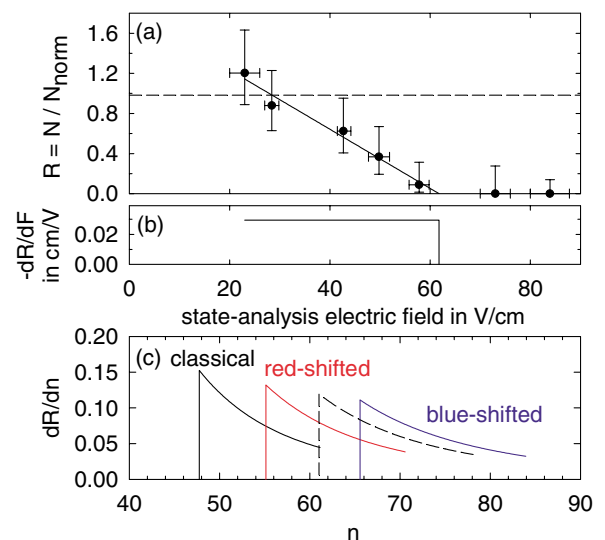 (a)
R = N / Nnorm
1.6
1.2
0.8
0.4
0.0
(b)
-dR/dF
in cm/V
0.02
0.00
0 20 40 60 80
state-analysis electric field in V/cm
(c)
classical
red-shifted
blue-shifted
dR/dn
0.20
0.15
0.10
0.05
0.00
40 50 60 70 80 90
n